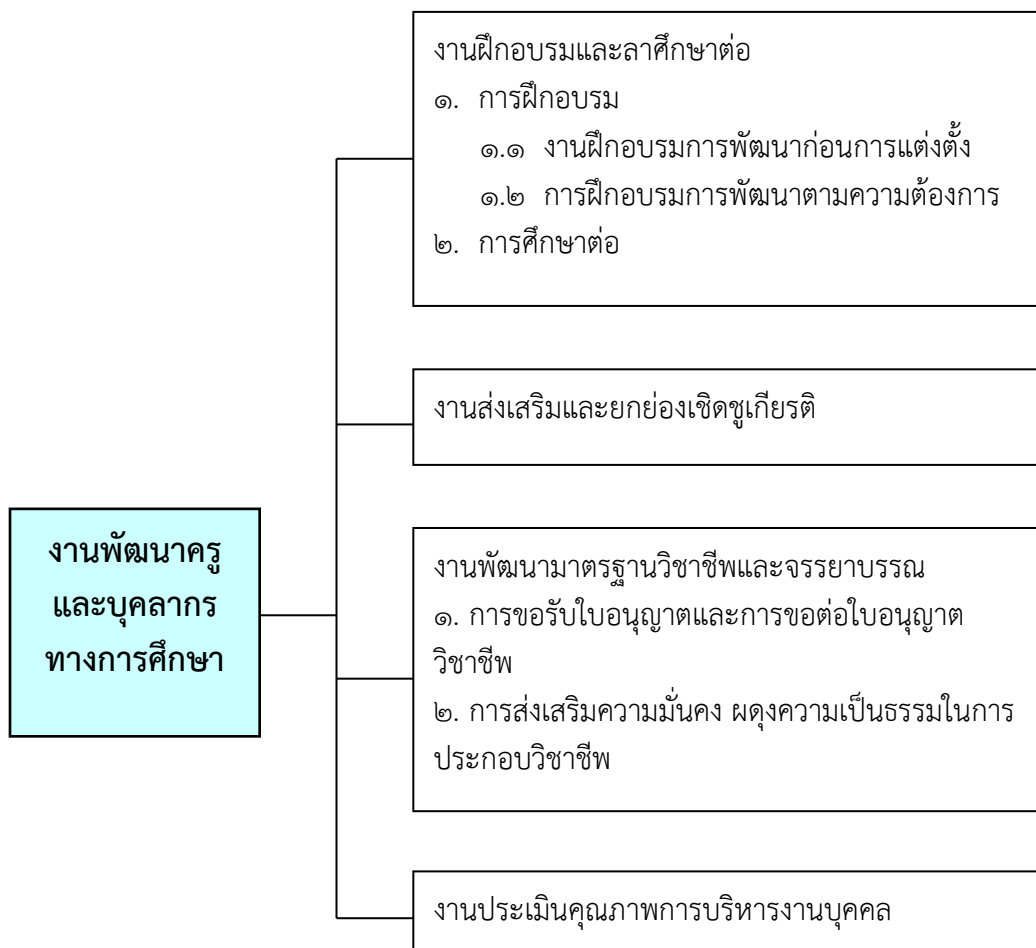 งานฝึกอบรมและลาศึกษาต่อ
๑. การฝึกอบรม
๑.๑ งานฝึกอบรมการพัฒนาก่อนการแต่งตั้ง
๑.๒ การฝึกอบรมการพัฒนาตามความต้องการ
๒. การศึกษาต่อ
งานส่งเสริมและยกย่องเชิดชูเกียรติ
งานพัฒนาครู
และบุคลากร
ทางการศึกษา
งานพัฒนามาตรฐานวิชาชีพและจรรยาบรรณ
๑. การขอรับใบอนุญาตและการขอต่อใบอนุญาต
วิชาชีพ
๒. การส่งเสริมความมั่นคง ผดุงความเป็นธรรมในการ
ประกอบวิชาชีพ
งานประเมินคุณภาพการบริหารงานบุคคล